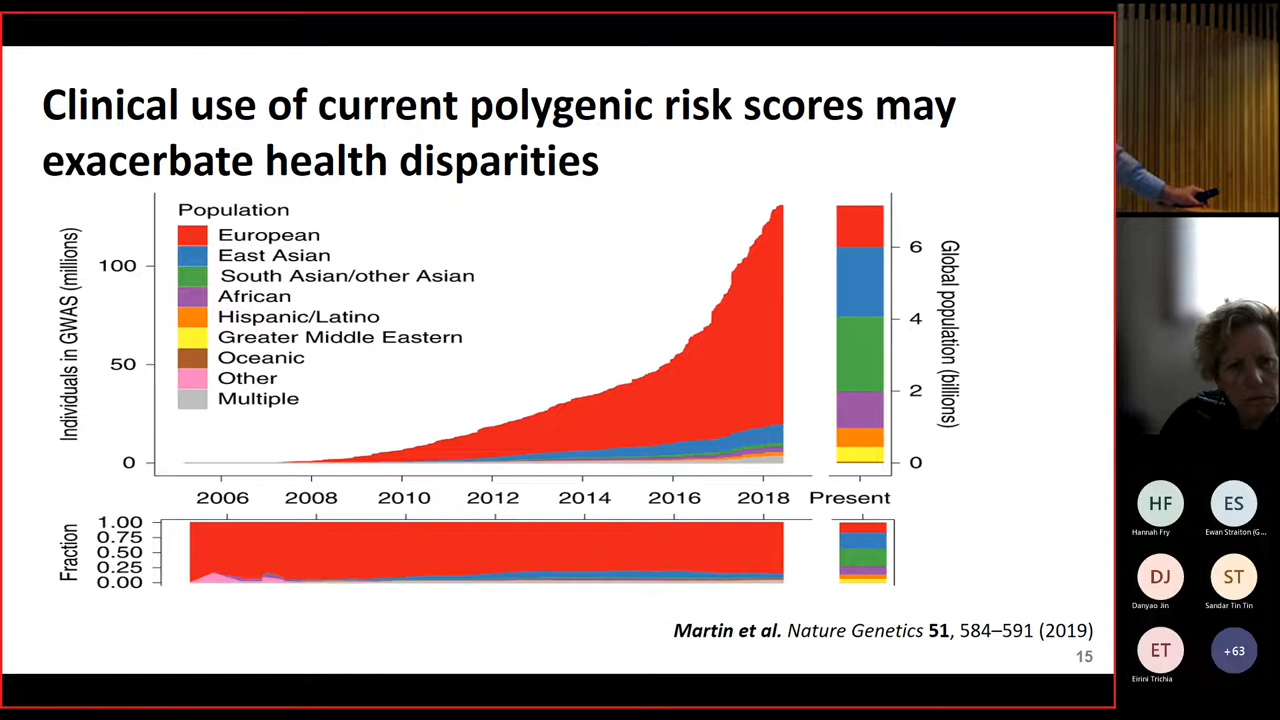 Clinical use of current polygenic risk scores may
exacerbate health disparities
Population
European
East Asian
South Asian/other Asian
African
Hispanic/Latino
Greater Middle Eastern
Oceanic
Other
Multiple
Individuals in GWAS (millions)
100
50
0
6
4
2
0
Global population (billions)
2006 2008 2010 2012 2014 2016 2018 Present
Fraction
1.00
0.75
0.50
0.25
0.00
Martin et al. Nature Genetics 51, 584–591 (2019)
15
HF
Hannah Fry
ES
Ewan Straiton (G...
DJ
Danyao Jin
ST
Sandar Tin Tin
ET
Eirini Trichia
+63